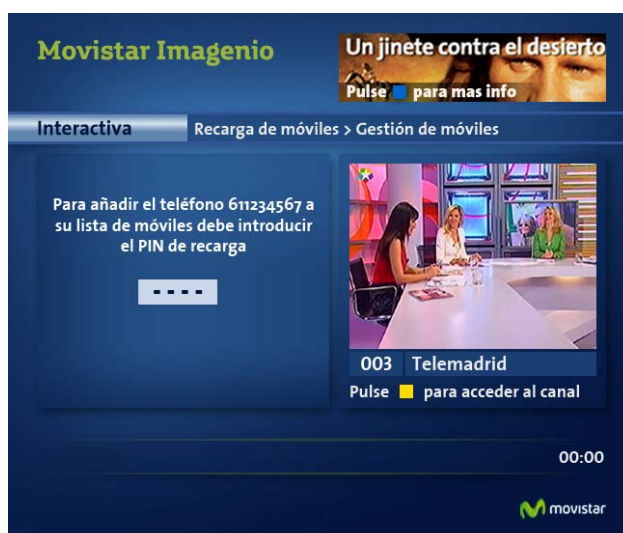 Movistar Imagenio
Un jinete contra el desierto
Pulse para mas info
Interactiva
Recarga de móviles > Gestión de móviles
Para añadir el teléfono 611234567 a
su lista de móviles debe introducir
el PIN de recarga
- - - -
003 Telemadrid
Pulse para acceder al canal
00:00
movistar